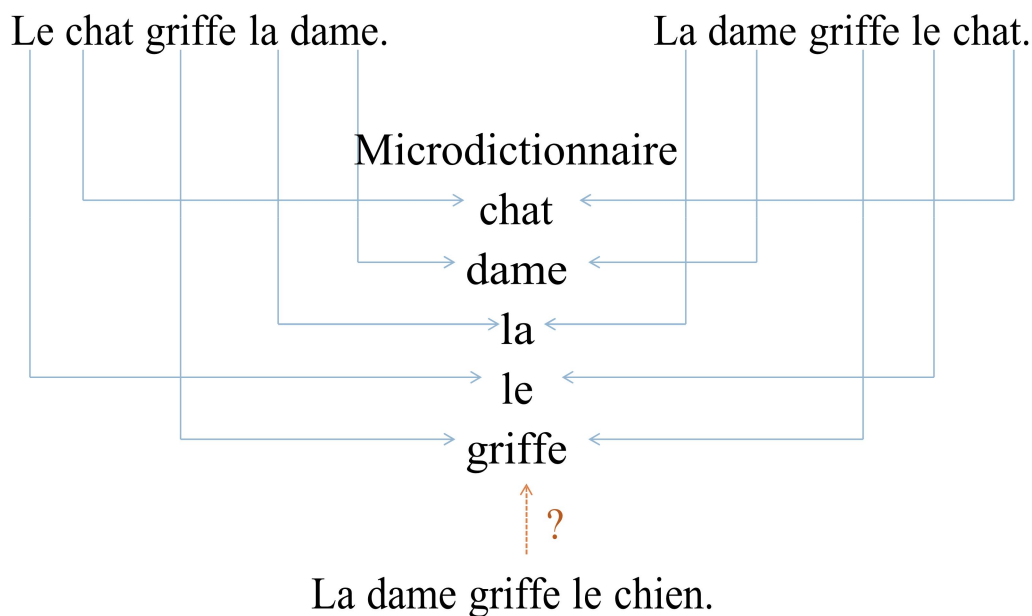 Le chat griffe la dame.
La dame griffe le chat.
Microdictionnaire
chat
dame
la
le
griffe
?
La dame griffe le chien.